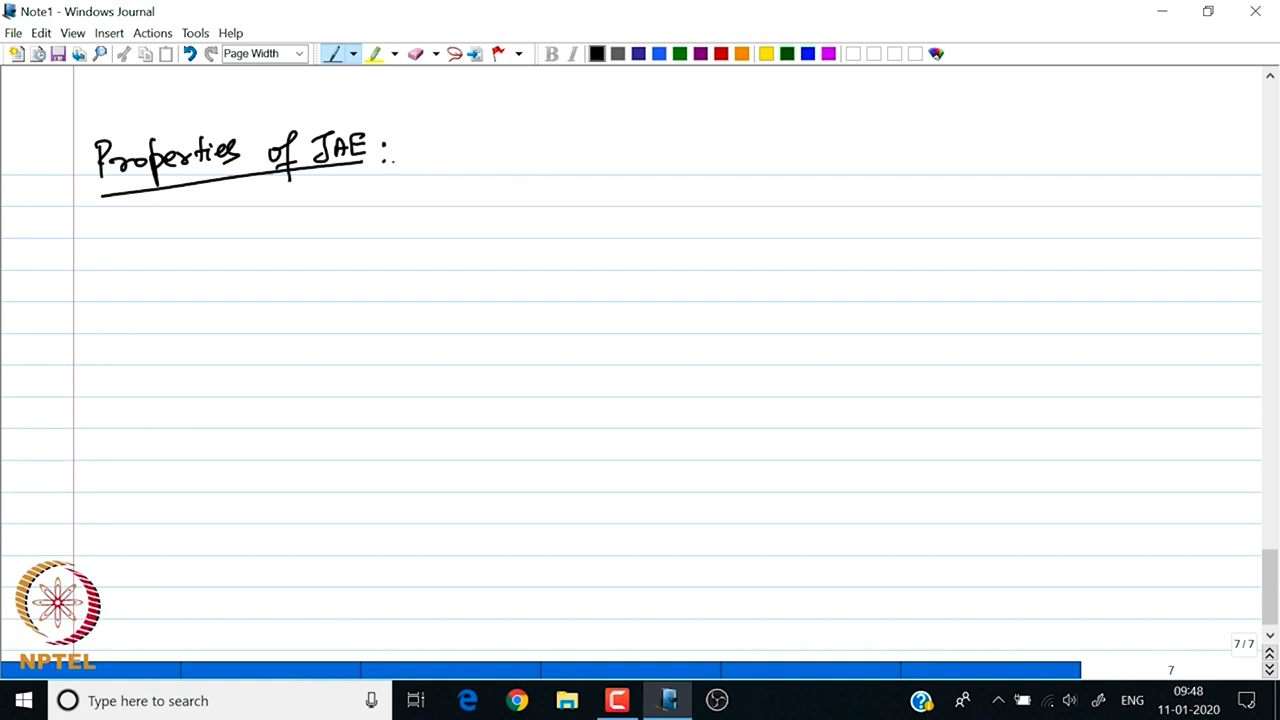 Note1 - Windows Journal
File Edit View Insert Actions Tools Help
Page Width B I
Properties of JAE :
NPTEL
7 / 7
7
Type here to search
ENG
09:48
11-01-2020